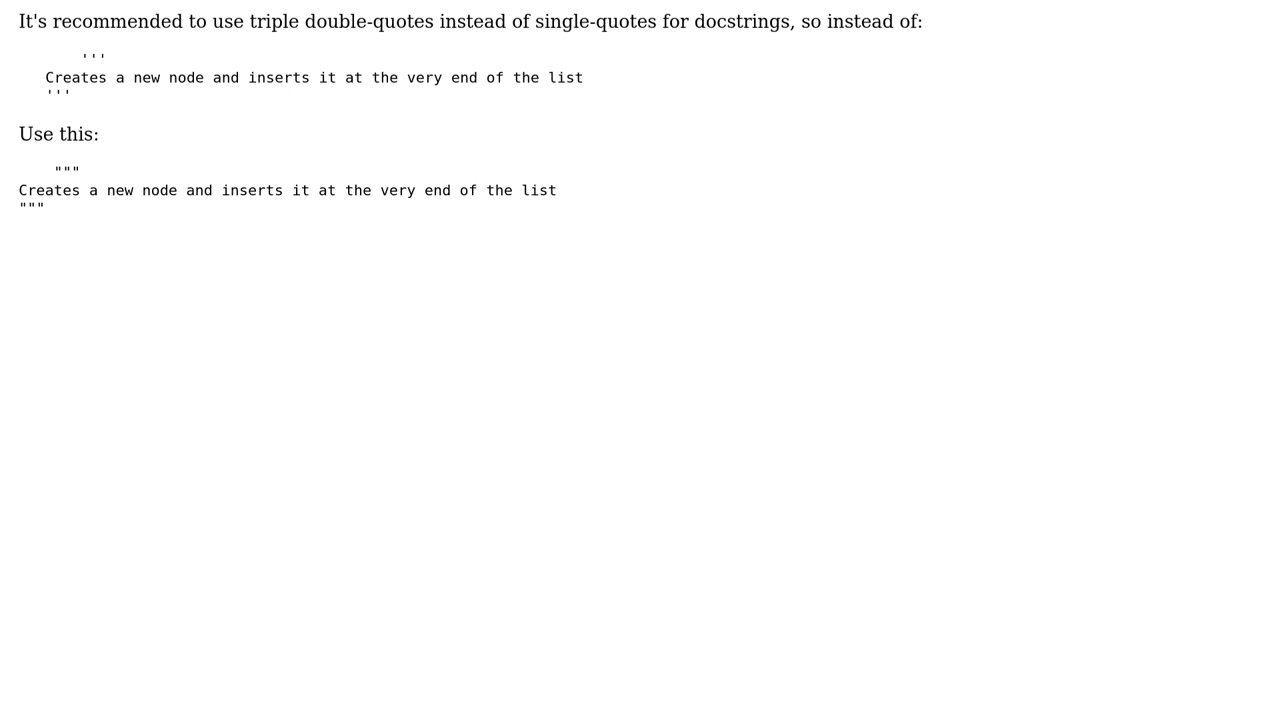 It's recommended to use triple double-quotes instead of single-quotes for docstrings, so instead of:
'''
Creates a new node and inserts it at the very end of the list
'''
Use this:
"""
Creates a new node and inserts it at the very end of the list
"""